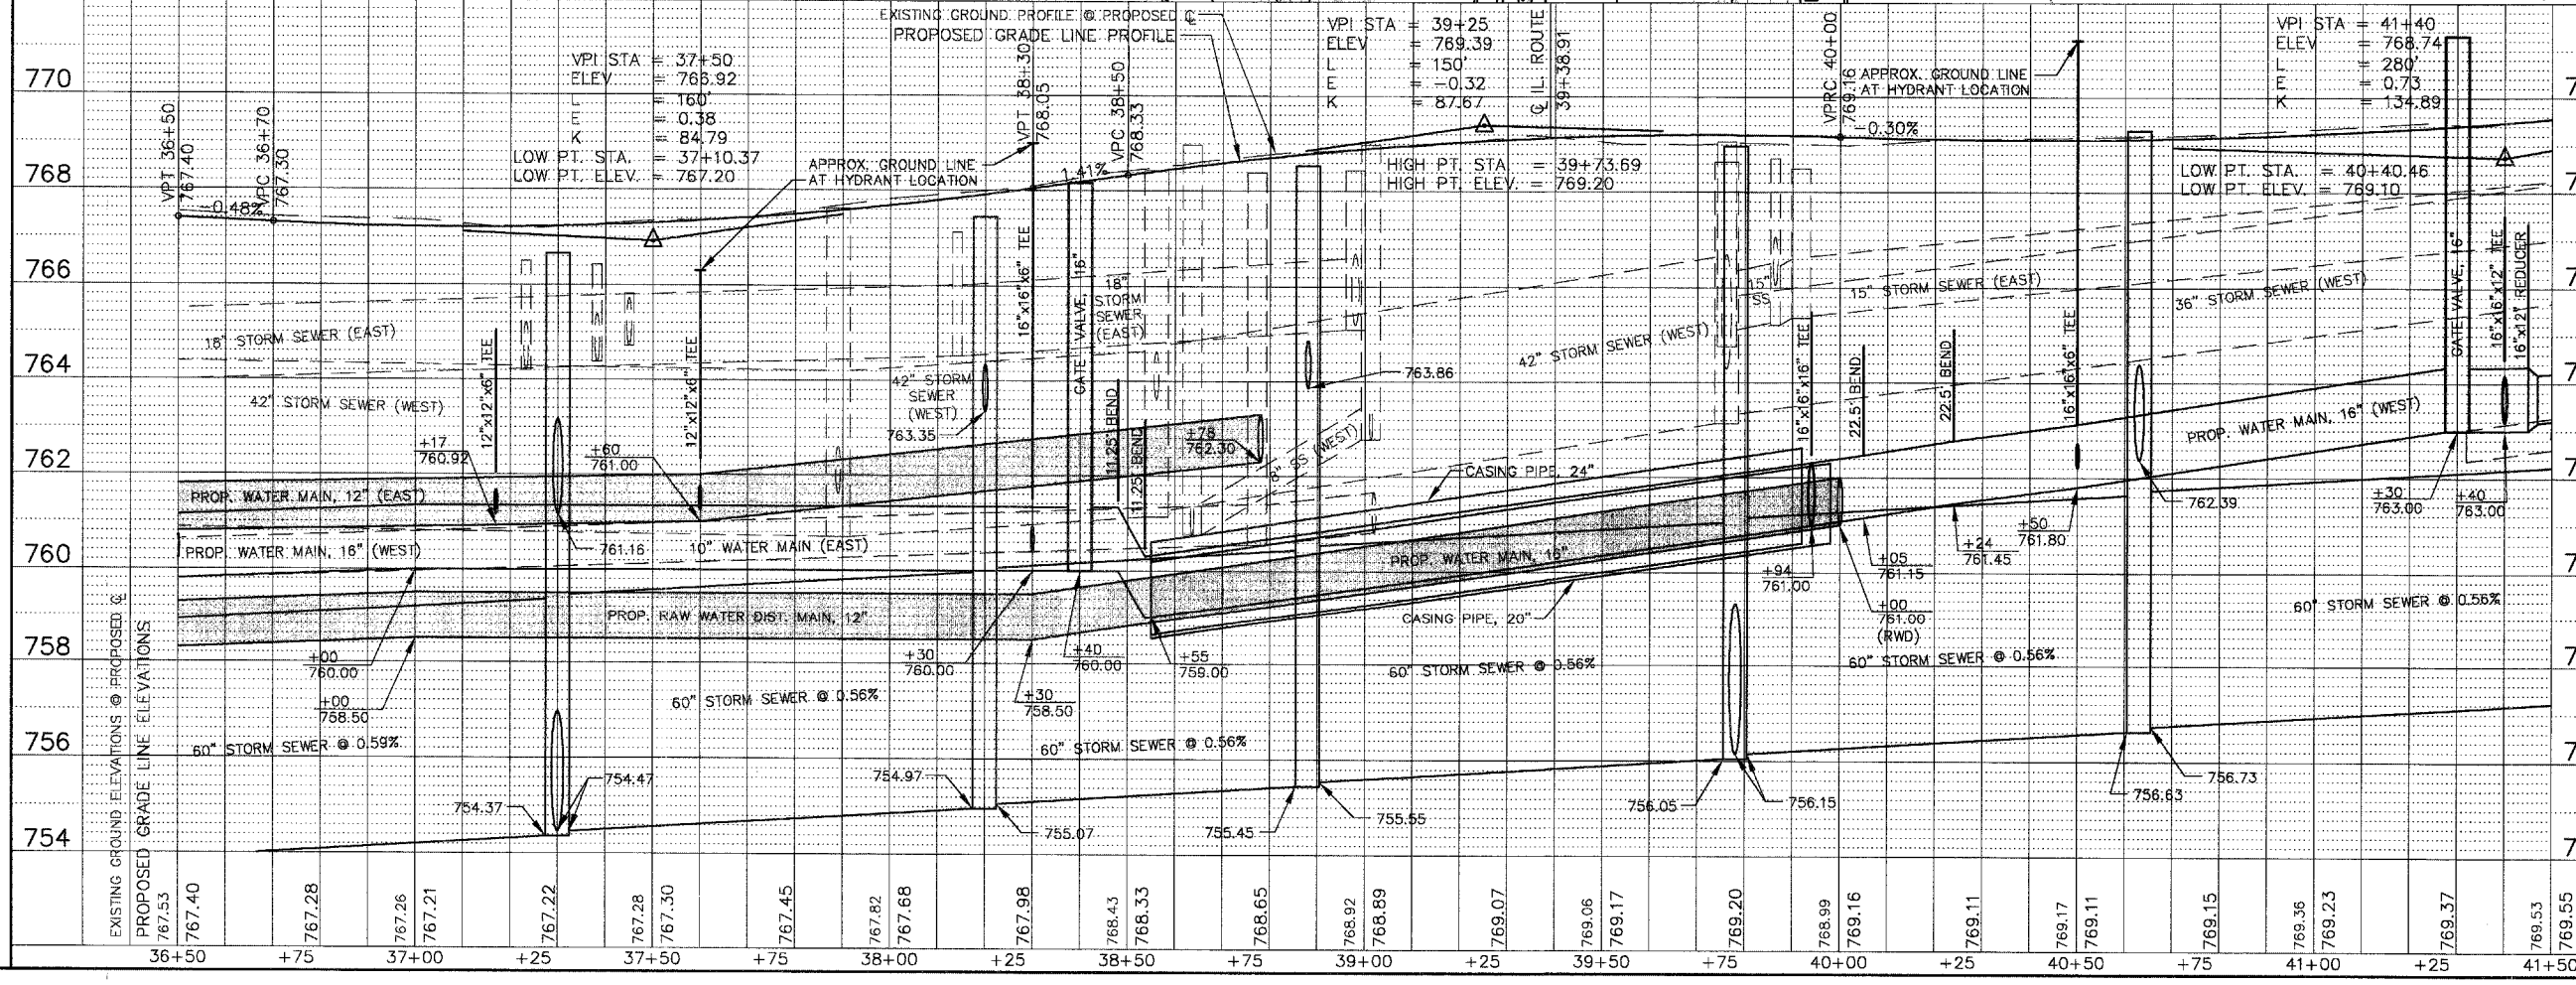 EXISTING GROUND PROFILE @ PROPOSED ℄
PROPOSED GRADE LINE PROFILE
VPI STA = 37+50
ELEV = 766.92
L = 160'
E = 0.38
K = 84.79
LOW PT. STA. = 37+10.37
LOW PT. ELEV. = 767.20
VPI STA = 39+25
ELEV = 769.39
L = 150'
E = -0.32
K = 87.67
HIGH PT. STA. = 39+73.69
HIGH PT. ELEV. = 769.20
℄ IL. ROUTE
39+38.91
VPI STA = 41+40
ELEV = 768.74
L = 280'
E = 0.73
K = 134.89
LOW PT. STA. = 40+40.46
LOW PT. ELEV. = 769.10
770
768
766
764
762
760
758
756
754
VPT 36+50
767.40
VPC 36+70
767.30
-0.48%
VPT 38+30
768.05
VPC 38+50
768.33
1.41%
VPRC 40+00
769.16
-0.30%
APPROX. GROUND LINE
AT HYDRANT LOCATION
APPROX. GROUND LINE
AT HYDRANT LOCATION
18" STORM SEWER (EAST)
42" STORM SEWER (WEST)
12"x12"x6" TEE
12"x12"x6" TEE
42" STORM
SEWER
(WEST)
763.35
16"x16"x6" TEE
GATE VALVE, 16"
18"
STORM
SEWER
(EAST)
11.25° BEND
11.25° BEND
763.86
42" STORM SEWER (WEST)
15"
SS
15" STORM SEWER (EAST)
36" STORM SEWER (WEST)
16"x16"x16" TEE
22.5° BEND
22.5° BEND
16"x16"x6" TEE
GATE VALVE, 16"
16"x16"x12" TEE
16"x12" REDUCER
+17
760.92
+60
761.00
+78
762.30
SS (WEST)
PROP. WATER MAIN, 12" (EAST)
PROP. WATER MAIN, 16" (WEST)
761.16
10" WATER MAIN (EAST)
PROP. RAW WATER DIST. MAIN, 12"
CASING PIPE, 24"
PROP. WATER MAIN, 16"
CASING PIPE, 20"
PROP. WATER MAIN, 16" (WEST)
+00
760.00
+00
758.50
+30
760.00
+40
760.00
+30
758.50
+55
759.00
+94
761.00
+05
761.15
+00
761.00
(RWD)
+24
761.45
+50
761.80
762.39
+30
763.00
+40
763.00
60" STORM SEWER @ 0.59%
60" STORM SEWER @ 0.56%
60" STORM SEWER @ 0.56%
60" STORM SEWER @ 0.56%
60" STORM SEWER @ 0.56%
60" STORM SEWER @ 0.56%
754.37
754.47
754.97
755.07
755.45
755.55
756.05
756.15
756.63
756.73
EXISTING GROUND ELEVATIONS @ PROPOSED ℄
PROPOSED GRADE LINE ELEVATIONS
767.53
767.40
767.28
767.26
767.21
767.22
767.28
767.30
767.45
767.82
767.68
767.98
768.43
768.33
768.65
768.92
768.89
769.07
769.06
769.17
769.20
768.99
769.16
769.11
769.17
769.11
769.15
769.36
769.23
769.37
769.53
769.55
36+50 +75 37+00 +25 37+50 +75 38+00 +25 38+50 +75 39+00 +25 39+50 +75 40+00 +25 40+50 +75 41+00 +25 41+50